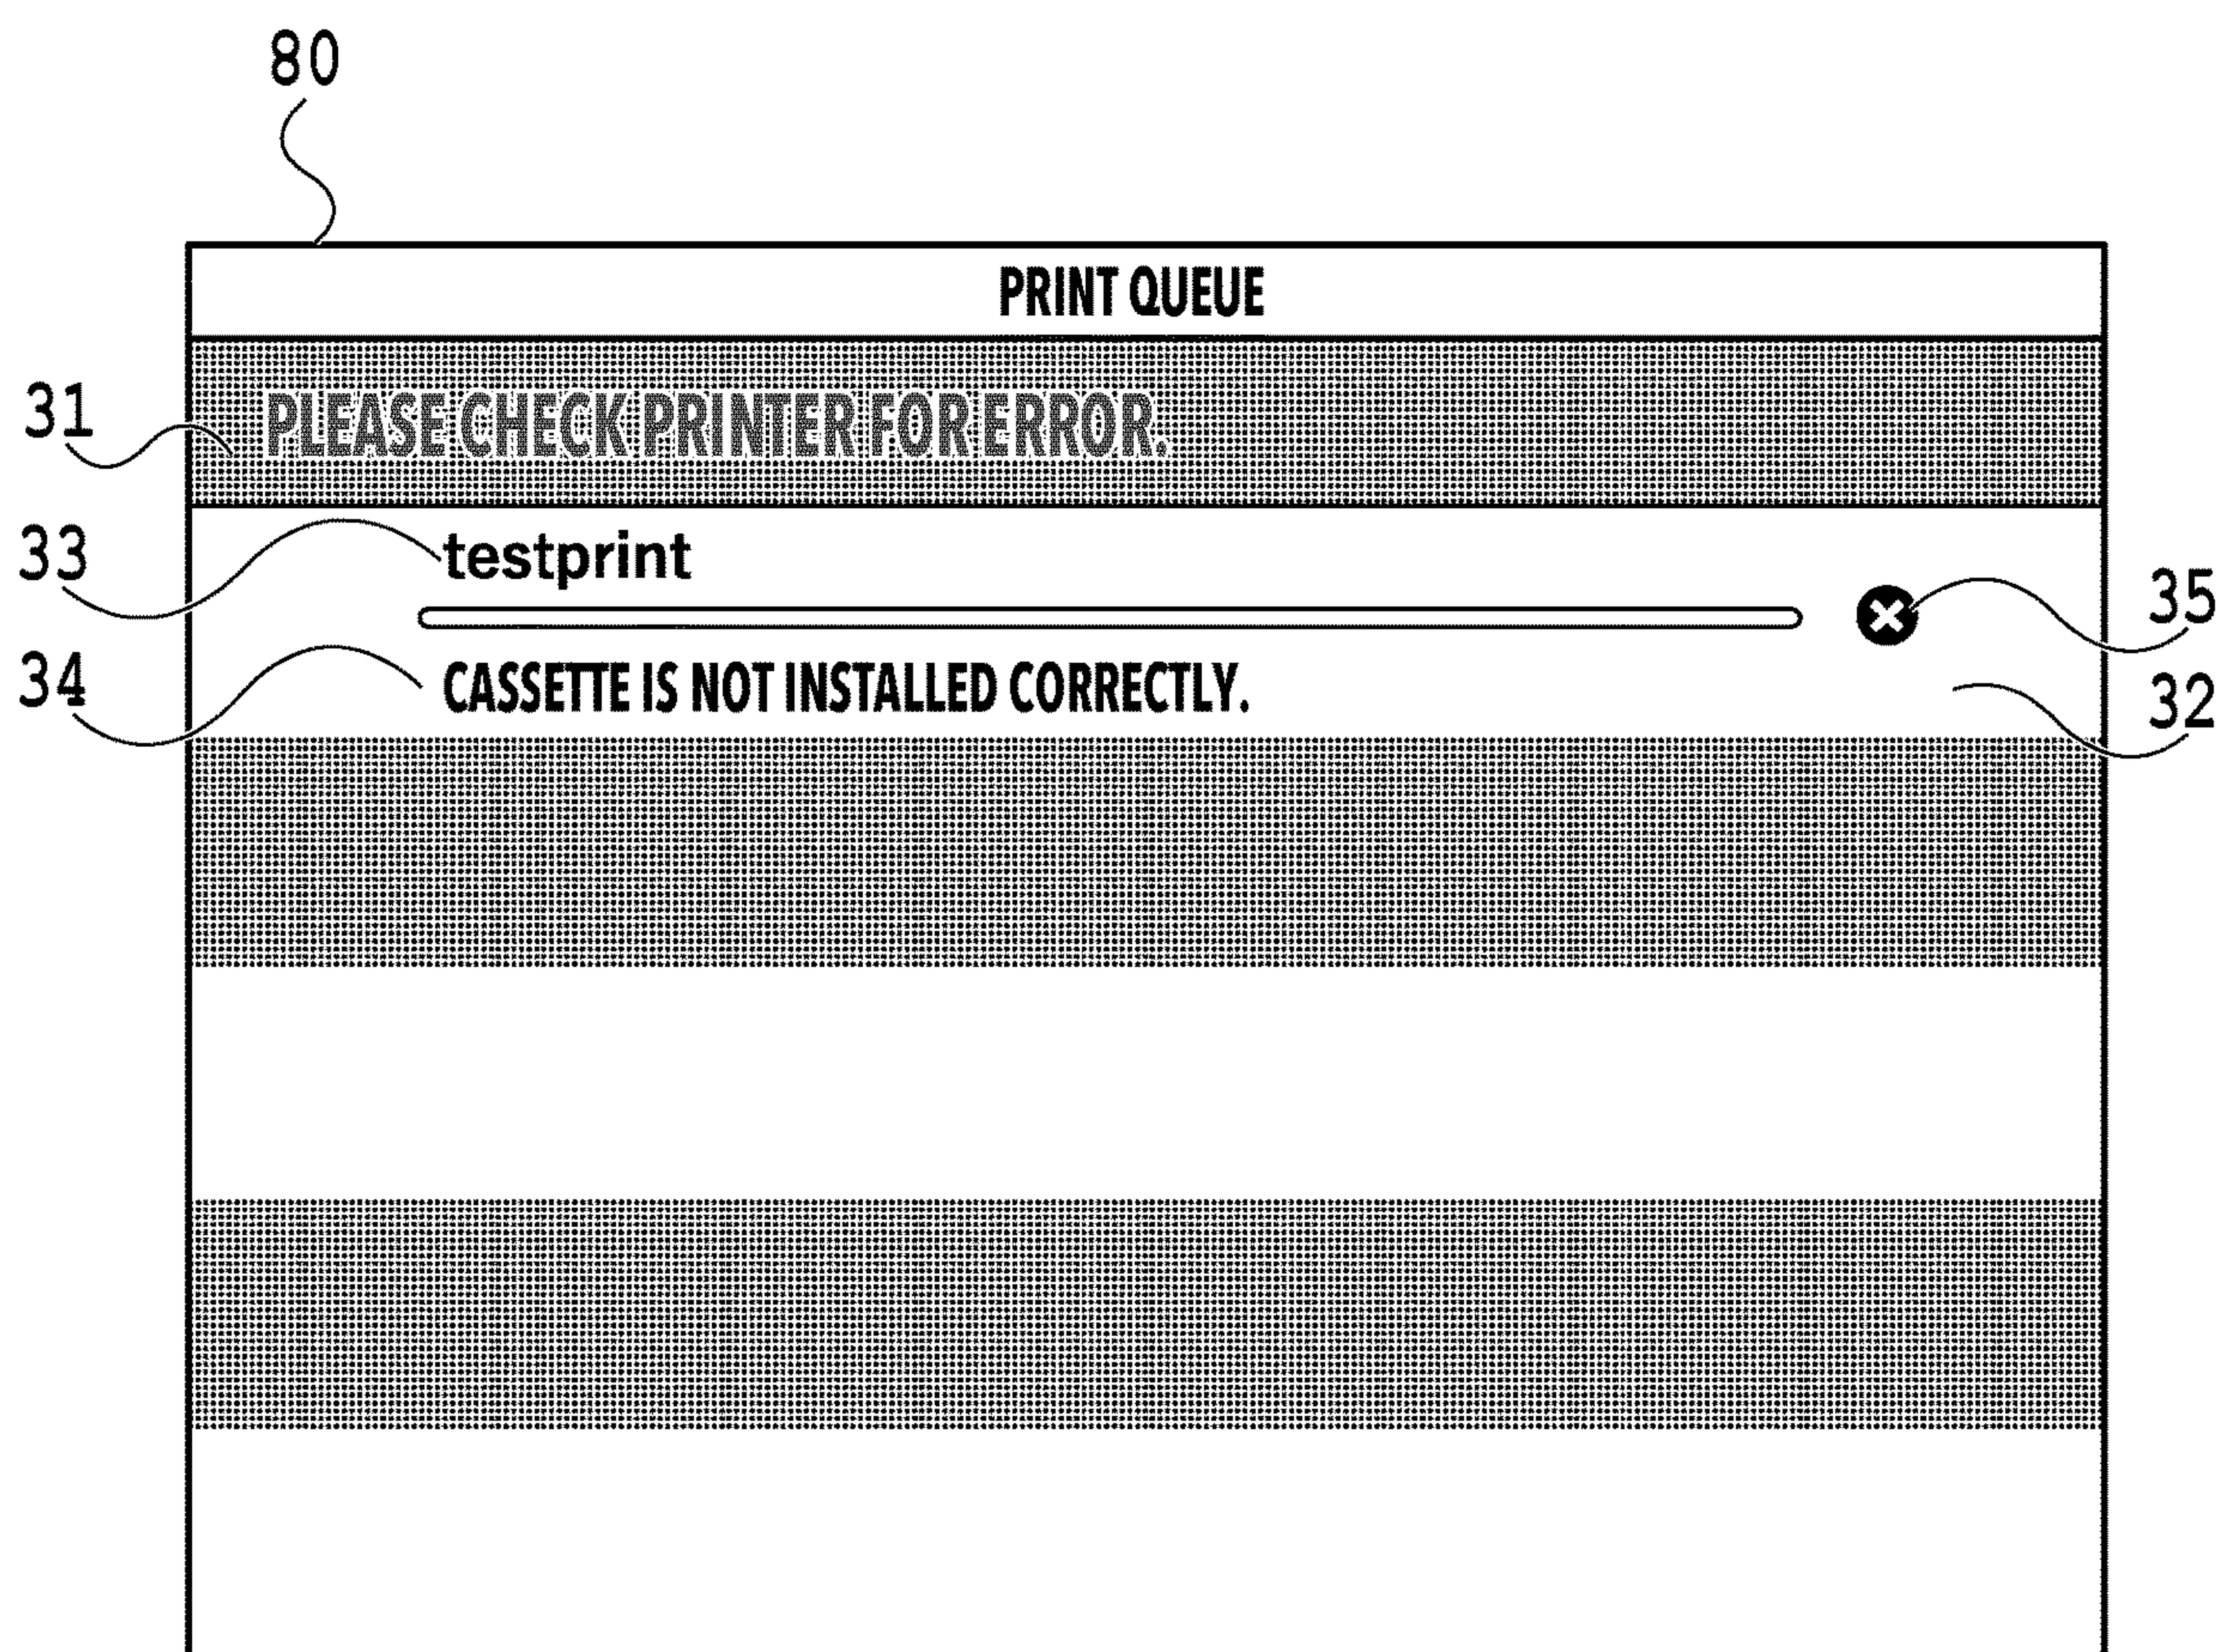 80
PRINT QUEUE
31
PLEASE CHECK PRINTER FOR ERROR.
33
testprint
35
34
CASSETTE IS NOT INSTALLED CORRECTLY.
32